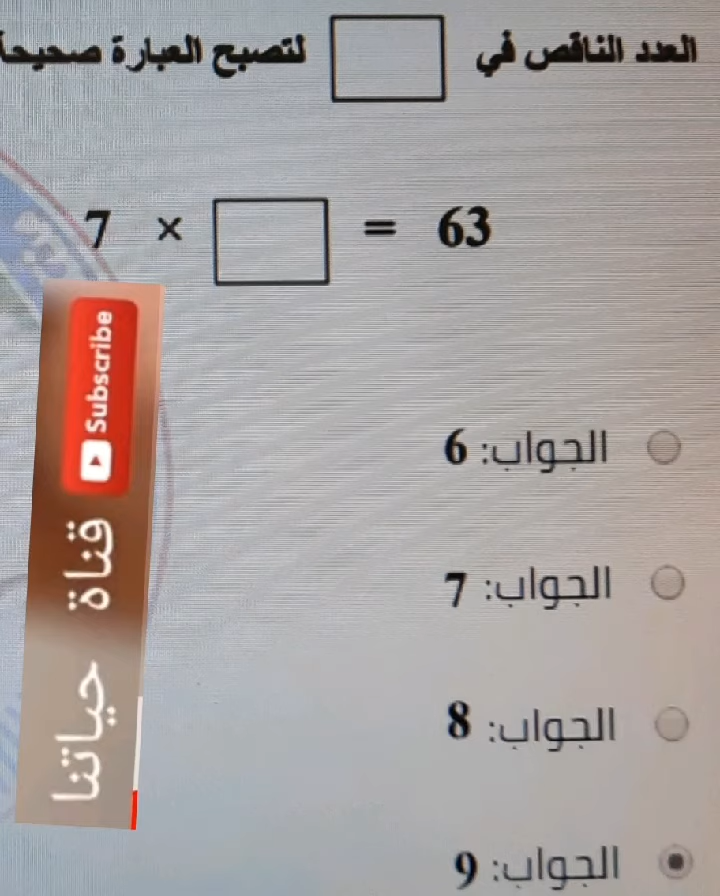 العدد الناقص في لتصبح العبارة صحيحة
7 × = 63
الجواب: 6
الجواب: 7
الجواب: 8
الجواب: 9
Subscribe
قناة حياتنا